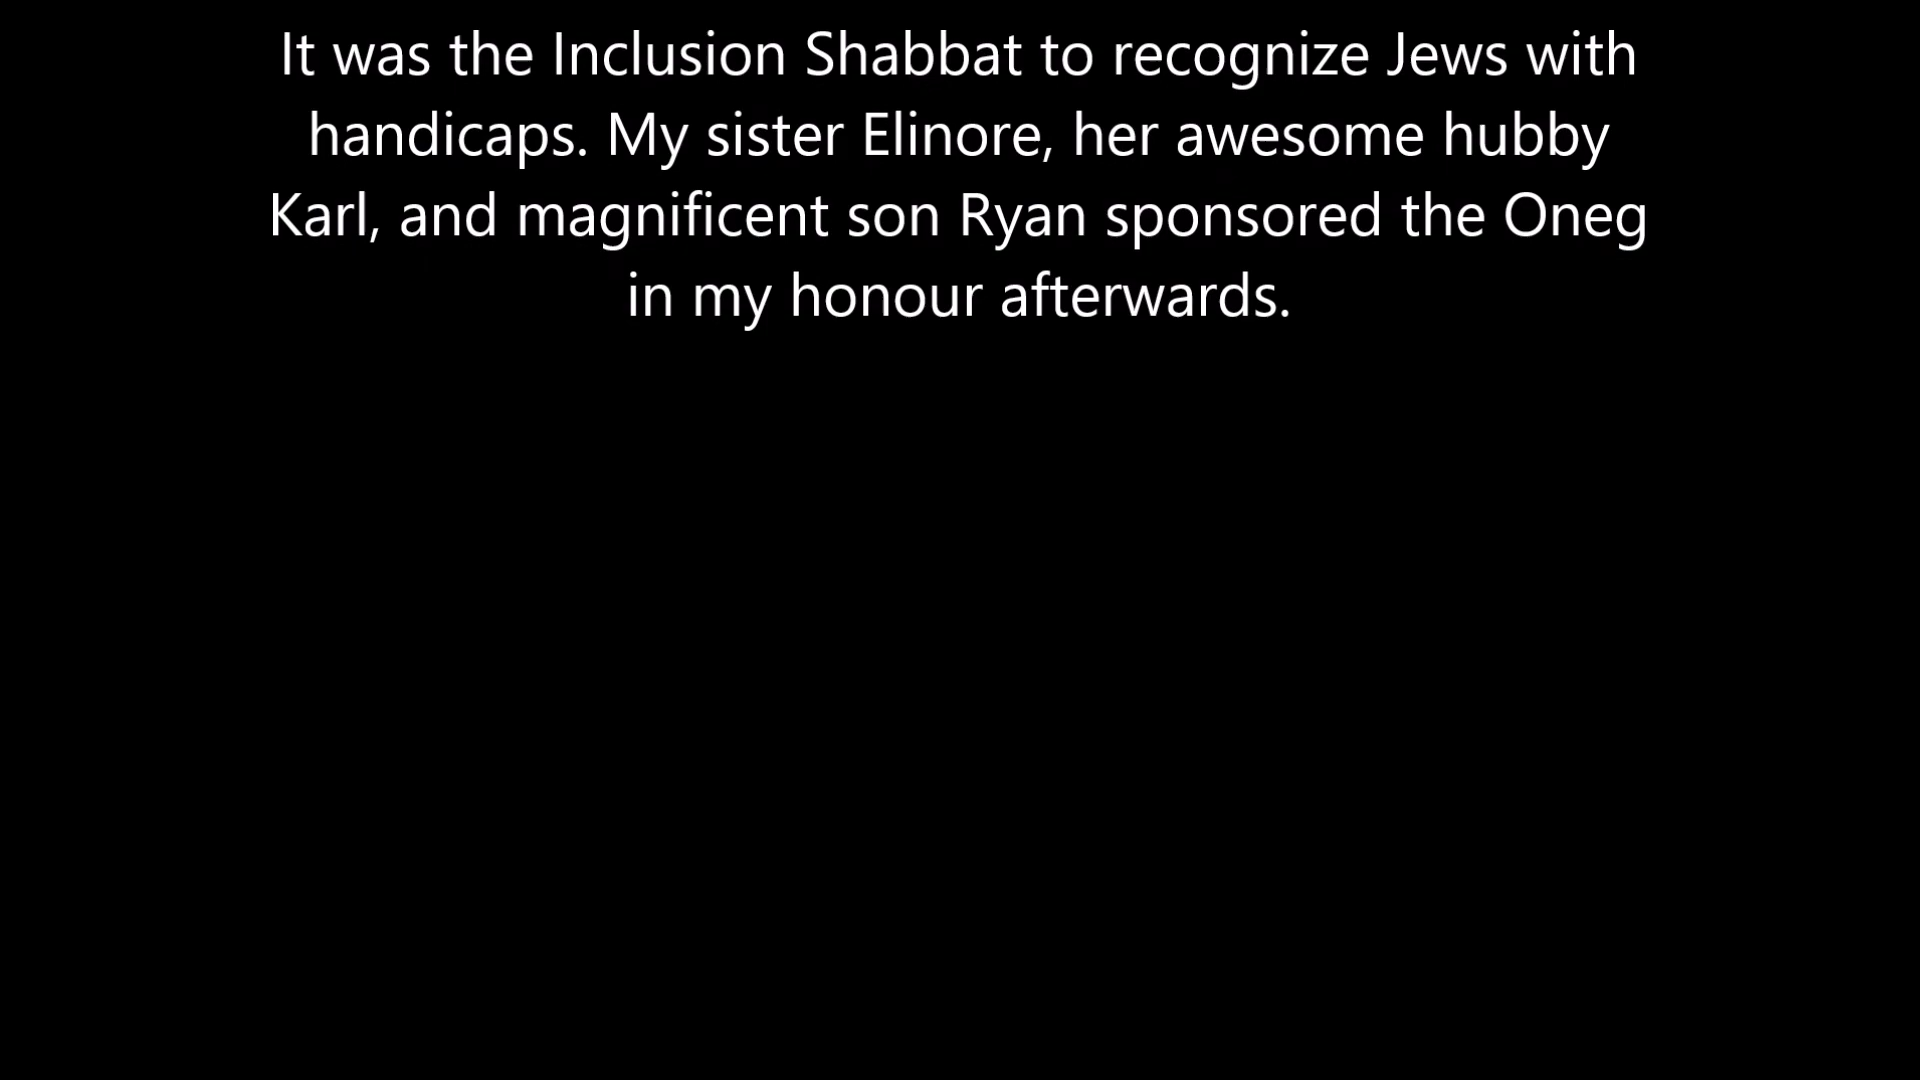 It was the Inclusion Shabbat to recognize Jews with
handicaps. My sister Elinore, her awesome hubby
Karl, and magnificent son Ryan sponsored the Oneg
in my honour afterwards.